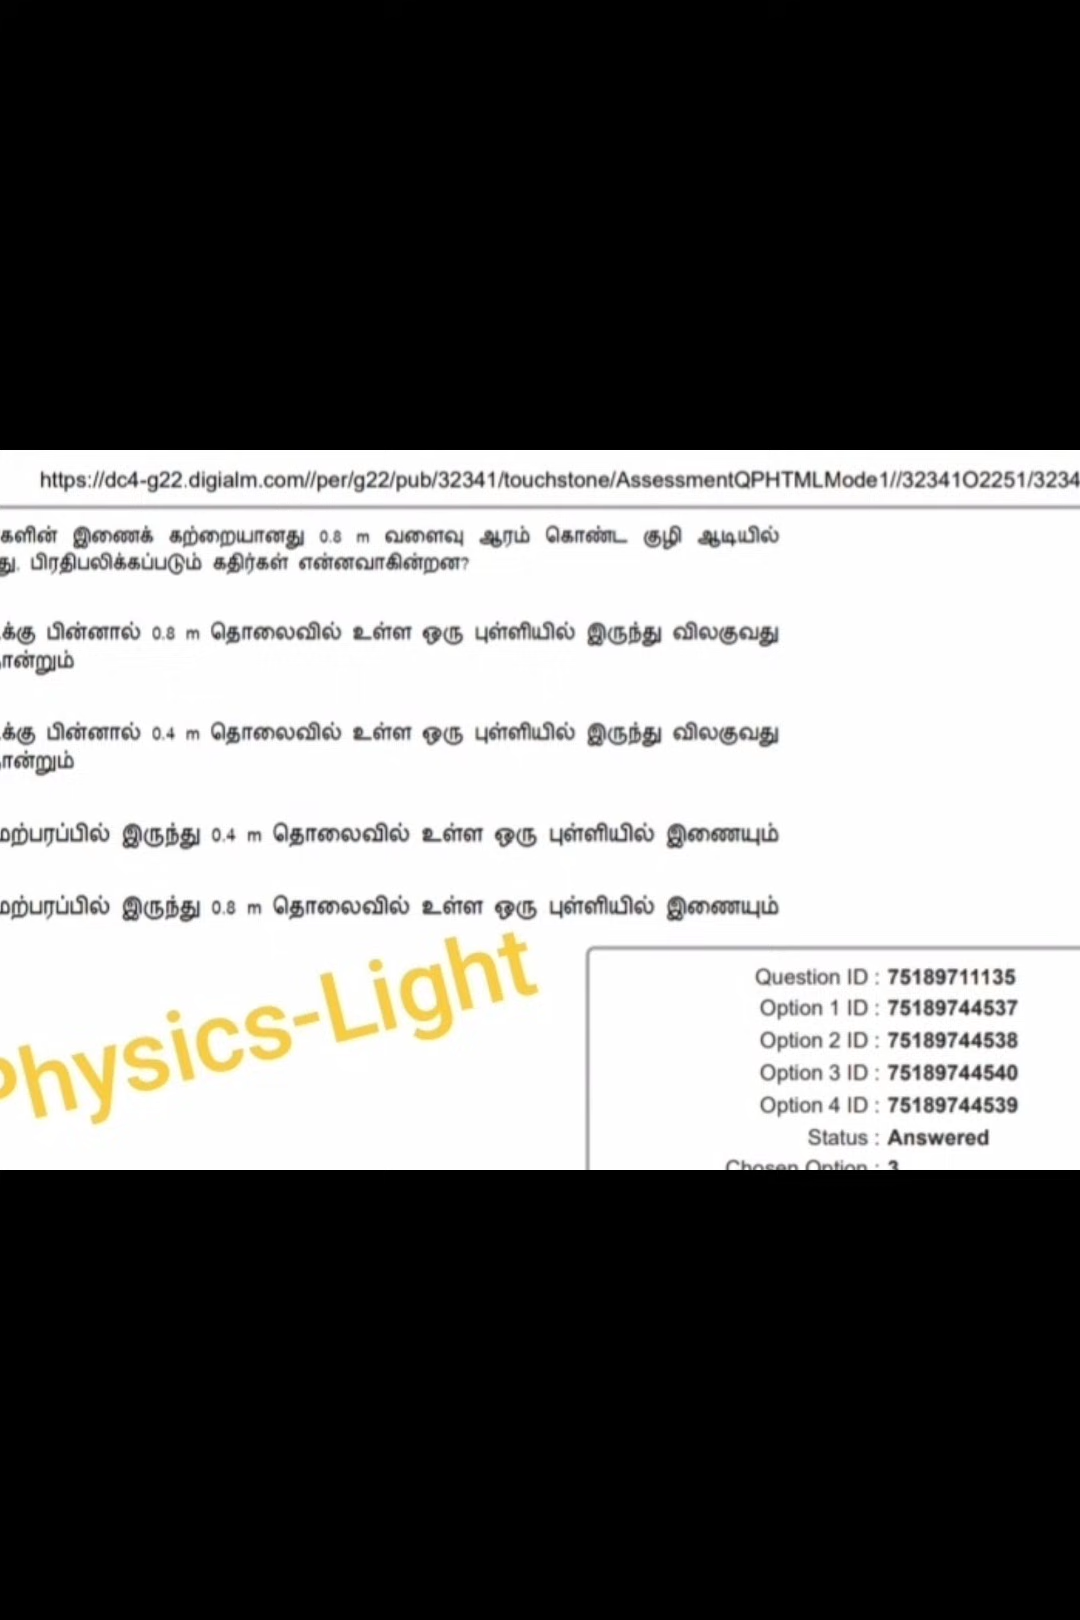 https://dc4-g22.digialm.com//per/g22/pub/32341/touchstone/AssessmentQPHTMLMode1//32341O2251/3234
களின் இணைக் கற்றையானது 0.8 m வளைவு ஆரம் கொண்ட குழி ஆடியில்
து. பிரதிபலிக்கப்படும் கதிர்கள் என்னவாகின்றன?
க்கு பின்னால் 0.8 m தொலைவில் உள்ள ஒரு புள்ளியில் இருந்து விலகுவது
ான்றும்
க்கு பின்னால் 0.4 m தொலைவில் உள்ள ஒரு புள்ளியில் இருந்து விலகுவது
ான்றும்
மற்பரப்பில் இருந்து 0.4 m தொலைவில் உள்ள ஒரு புள்ளியில் இணையும்
மற்பரப்பில் இருந்து 0.8 m தொலைவில் உள்ள ஒரு புள்ளியில் இணையும்
Physics-Light
Question ID : 75189711135
Option 1 ID : 75189744537
Option 2 ID : 75189744538
Option 3 ID : 75189744540
Option 4 ID : 75189744539
Status : Answered
Chosen Option : 3